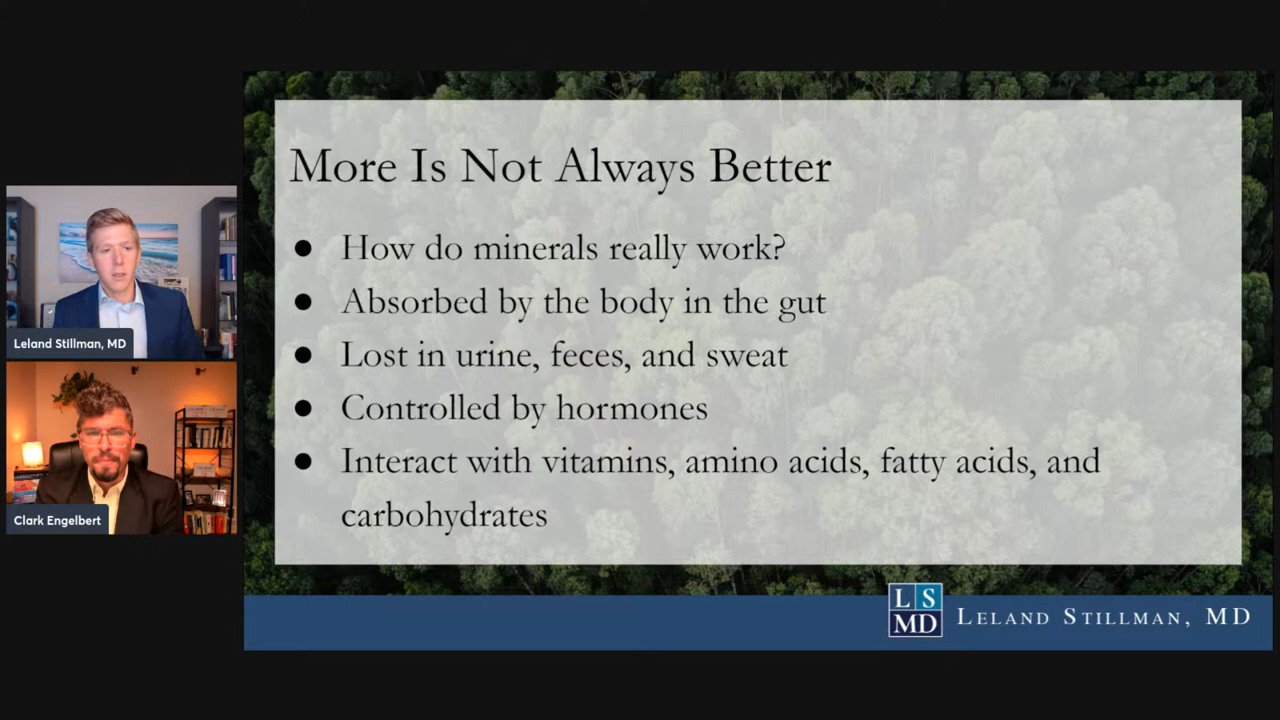 More Is Not Always Better
● How do minerals really work?
● Absorbed by the body in the gut
● Lost in urine, feces, and sweat
● Controlled by hormones
● Interact with vitamins, amino acids, fatty acids, and
carbohydrates
Leland Stillman, MD
Clark Engelbert
LS
MD
LELAND STILLMAN, MD